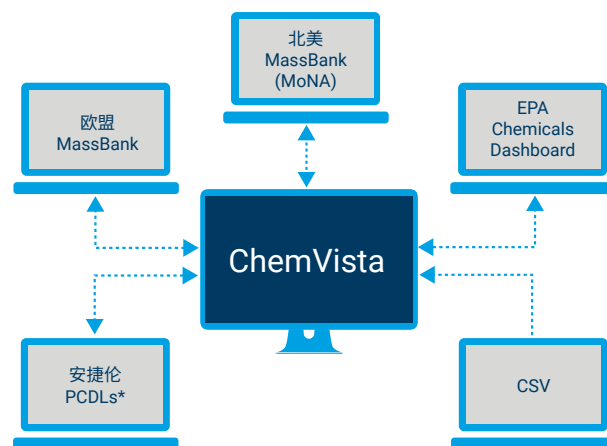 北美
MassBank
(MoNA)
欧盟
MassBank
EPA
Chemicals
Dashboard
ChemVista
安捷伦
PCDLs*
CSV